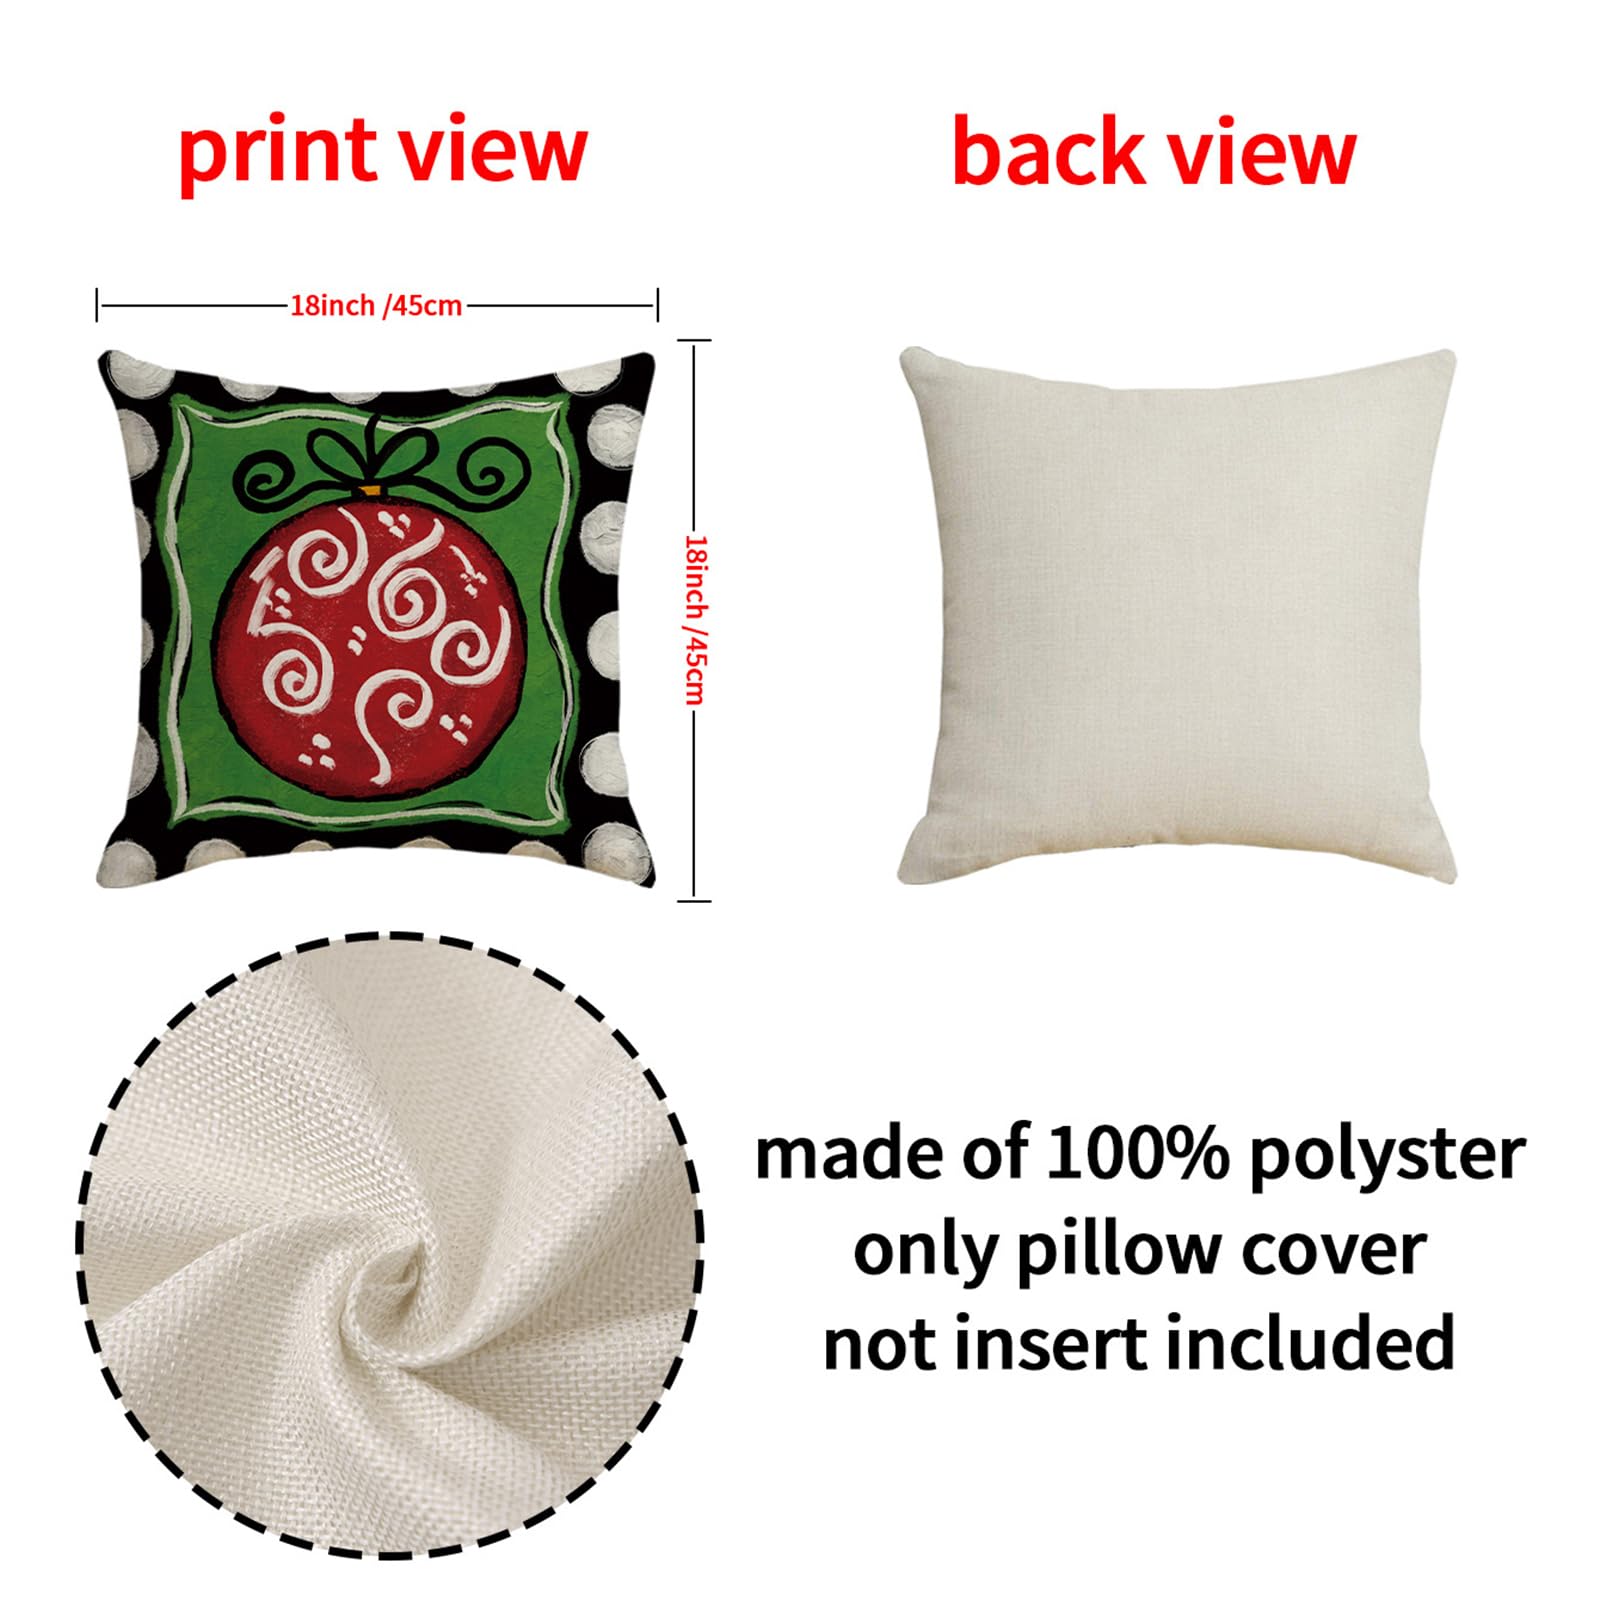 print view
back view
18inch /45cm
18inch /45cm
made of 100% polyster
only pillow cover
not insert included